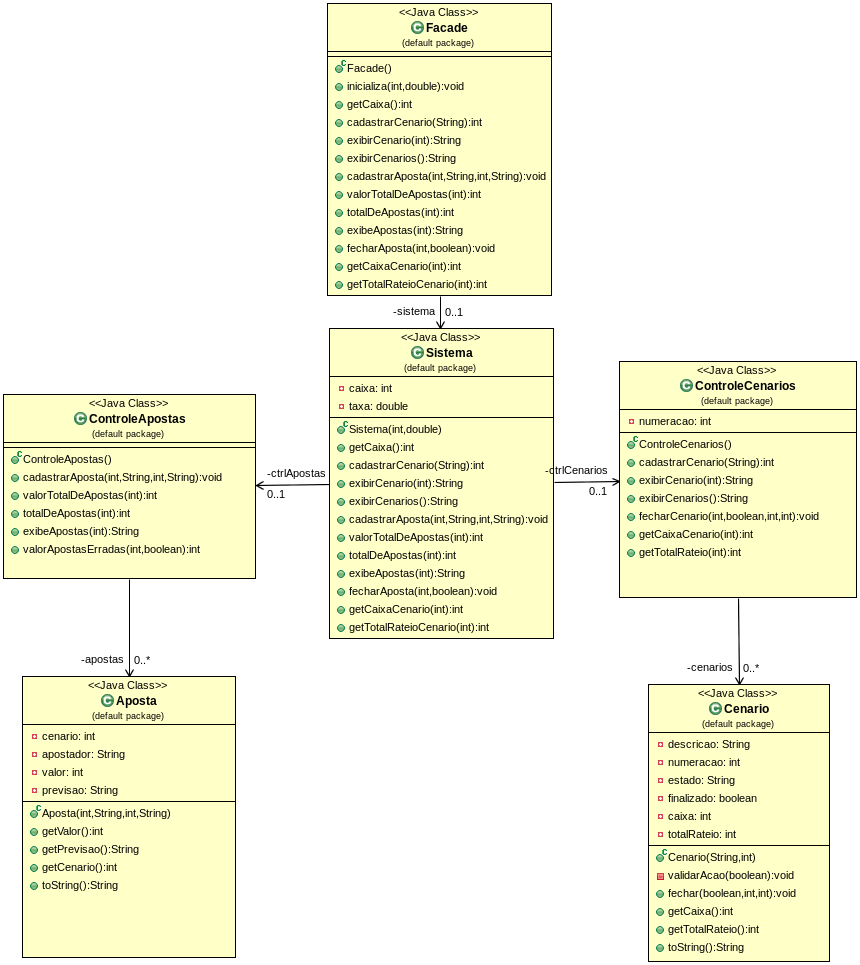 <<Java Class>>
Facade
(default package)
Facade()
inicializa(int,double):void
getCaixa():int
cadastrarCenario(String):int
exibirCenario(int):String
exibirCenarios():String
cadastrarAposta(int,String,int,String):void
valorTotalDeApostas(int):int
totalDeApostas(int):int
exibeApostas(int):String
fecharAposta(int,boolean):void
getCaixaCenario(int):int
getTotalRateioCenario(int):int
-sistema
0..1
<<Java Class>>
Sistema
(default package)
caixa: int
taxa: double
Sistema(int,double)
getCaixa():int
cadastrarCenario(String):int
exibirCenario(int):String
exibirCenarios():String
cadastrarAposta(int,String,int,String):void
valorTotalDeApostas(int):int
totalDeApostas(int):int
exibeApostas(int):String
fecharAposta(int,boolean):void
getCaixaCenario(int):int
getTotalRateioCenario(int):int
-ctrlApostas
0..1
-ctrlCenarios
0..1
<<Java Class>>
ControleApostas
(default package)
ControleApostas()
cadastrarAposta(int,String,int,String):void
valorTotalDeApostas(int):int
totalDeApostas(int):int
exibeApostas(int):String
valorApostasErradas(int,boolean):int
<<Java Class>>
ControleCenarios
(default package)
numeracao: int
ControleCenarios()
cadastrarCenario(String):int
exibirCenario(int):String
exibirCenarios():String
fecharCenario(int,boolean,int,int):void
getCaixaCenario(int):int
getTotalRateio(int):int
-apostas
0..*
<<Java Class>>
Aposta
(default package)
cenario: int
apostador: String
valor: int
previsao: String
Aposta(int,String,int,String)
getValor():int
getPrevisao():String
getCenario():int
toString():String
-cenarios
0..*
<<Java Class>>
Cenario
(default package)
descricao: String
numeracao: int
estado: String
finalizado: boolean
caixa: int
totalRateio: int
Cenario(String,int)
validarAcao(boolean):void
fechar(boolean,int,int):void
getCaixa():int
getTotalRateio():int
toString():String